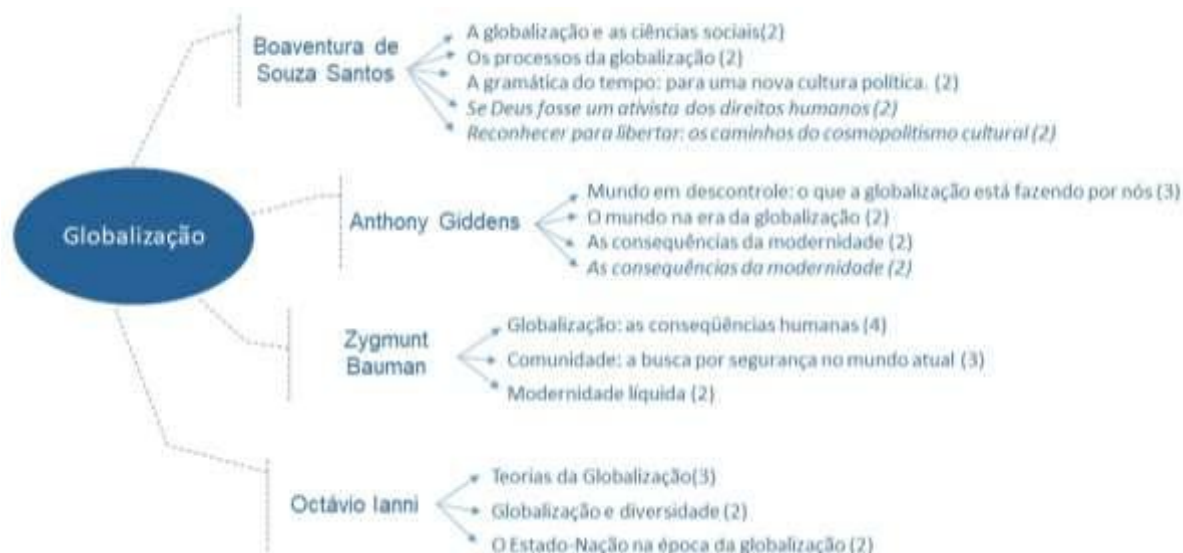 Globalização
Boaventura de
Souza Santos
A globalização e as ciências sociais(2)
Os processos da globalização (2)
A gramática do tempo: para uma nova cultura política. (2)
Se Deus fosse um ativista dos direitos humanos (2)
Reconhecer para libertar: os caminhos do cosmopolitismo cultural (2)
Anthony Giddens
Mundo em descontrole: o que a globalização está fazendo por nós (3)
O mundo na era da globalização (2)
As consequências da modernidade (2)
As consequências da modernidade (2)
Zygmunt
Bauman
Globalização: as conseqüências humanas (4)
Comunidade: a busca por segurança no mundo atual (3)
Modernidade líquida (2)
Octávio Ianni
Teorias da Globalização(3)
Globalização e diversidade (2)
O Estado-Nação na época da globalização (2)